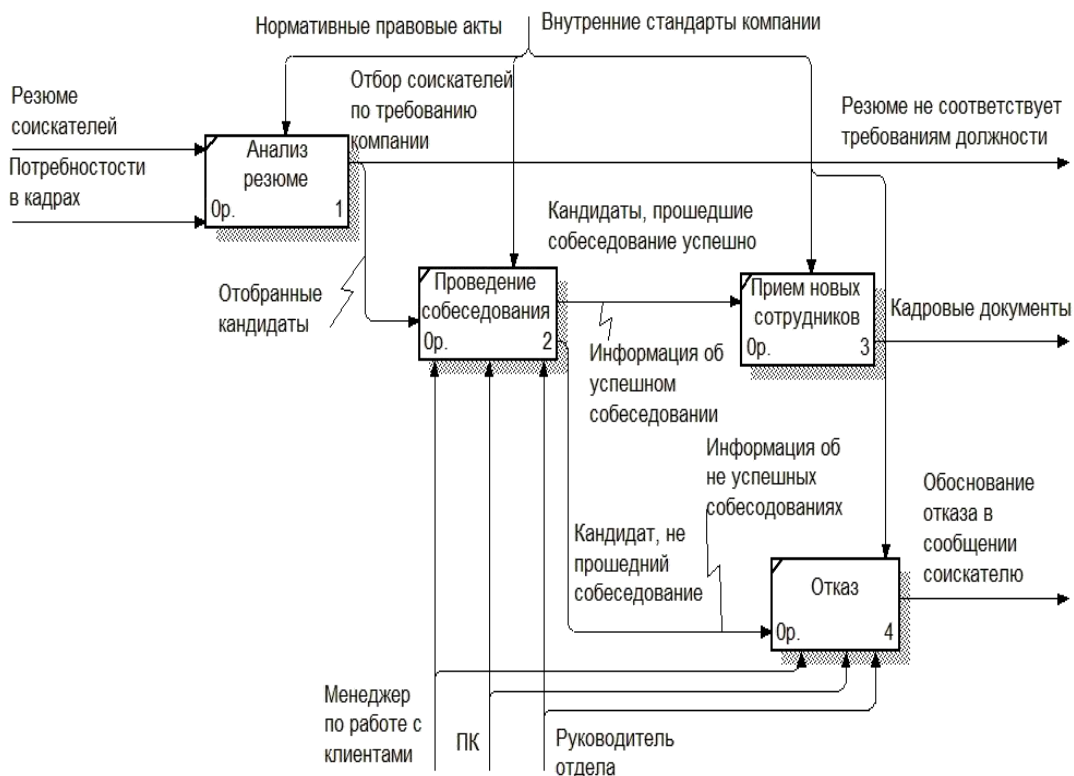 Нормативные правовые акты
Внутренние стандарты компании
Резюме
соискателей
Отбор соискателей
по требованию
компании
Резюме не соответствует
требованиям должности
Потребностости
в кадрах
Анализ
резюме
0р. 1
Кандидаты, прошедшие
собеседование успешно
Отобранные
кандидаты
Проведение
собеседования
0р. 2
Прием новых
сотрудников
0р. 3
Кадровые документы
Информация об
успешном
собеседовании
Информация об
не успешных
собесодованиях
Кандидат, не
прошедний
собеседование
Обоснование
отказа в
сообщении
соискателю
Отказ
0р. 4
Менеджер
по работе с
клиентами
ПК
Руководитель
отдела